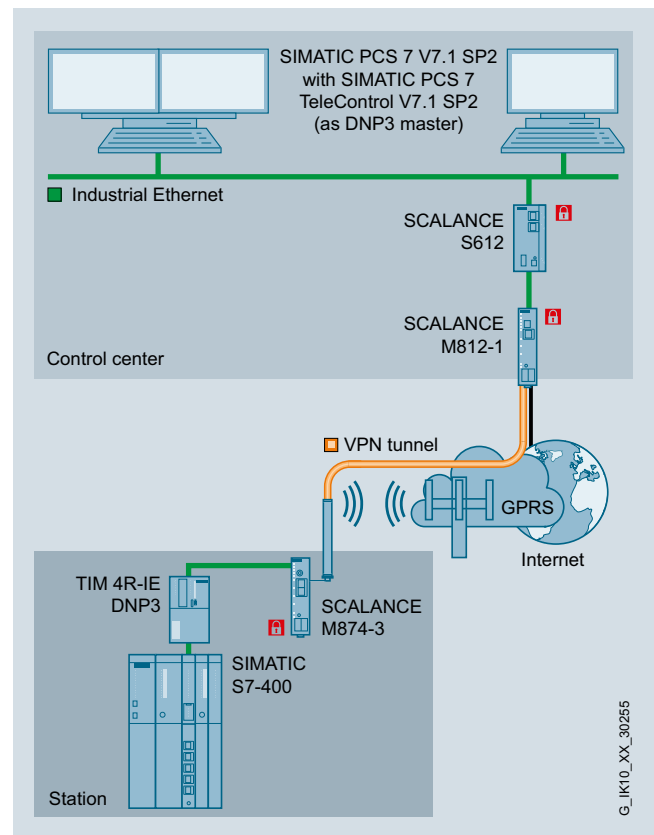 SIMATIC PCS 7 V7.1 SP2
with SIMATIC PCS 7
TeleControl V7.1 SP2
(as DNP3 master)
Industrial Ethernet
SCALANCE
S612
SCALANCE
M812-1
Control center
VPN tunnel
GPRS
Internet
TIM 4R-IE
DNP3
SCALANCE
M874-3
SIMATIC
S7-400
Station
G_IK10_XX_30255